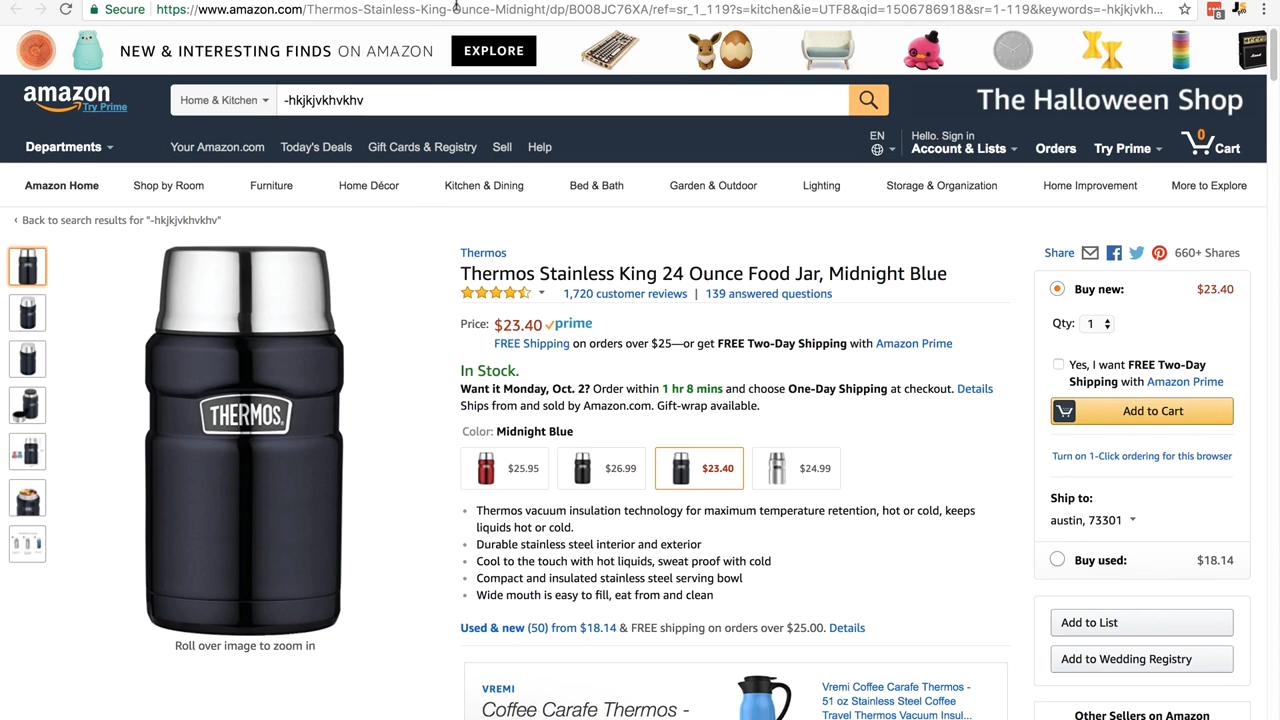 Secure https://www.amazon.com/Thermos-Stainless-King-Ounce-Midnight/dp/B008JC76XA/ref=sr_1_119?s=kitchen&ie=UTF8&qid=1506786918&sr=1-119&keywords=-hkjkjvkh...
8
NEW & INTERESTING FINDS ON AMAZON EXPLORE
amazon
Try Prime
Home & Kitchen
-hkjkjvkhvkhv
The Halloween Shop
Departments
Your Amazon.com Today's Deals Gift Cards & Registry Sell Help
EN
Hello. Sign in
Account & Lists
Orders
Try Prime
0
Cart
Amazon Home Shop by Room Furniture Home Décor Kitchen & Dining Bed & Bath Garden & Outdoor Lighting Storage & Organization Home Improvement More to Explore
‹ Back to search results for "-hkjkjvkhvkhv"
THERMOS
Roll over image to zoom in
Thermos
Thermos Stainless King 24 Ounce Food Jar, Midnight Blue
1,720 customer reviews | 139 answered questions
Price: $23.40 prime
FREE Shipping on orders over $25—or get FREE Two-Day Shipping with Amazon Prime
In Stock.
Want it Monday, Oct. 2? Order within 1 hr 8 mins and choose One-Day Shipping at checkout. Details
Ships from and sold by Amazon.com. Gift-wrap available.
Color: Midnight Blue
$25.95 $26.99 $23.40 $24.99
• Thermos vacuum insulation technology for maximum temperature retention, hot or cold, keeps
liquids hot or cold.
• Durable stainless steel interior and exterior
• Cool to the touch with hot liquids, sweat proof with cold
• Compact and insulated stainless steel serving bowl
• Wide mouth is easy to fill, eat from and clean
Used & new (50) from $18.14 & FREE shipping on orders over $25.00. Details
VREMI
Coffee Carafe Thermos -
Vremi Coffee Carafe Thermos -
51 oz Stainless Steel Coffee
Travel Thermos Vacuum Insul...
Share 660+ Shares
Buy new: $23.40
Qty: 1
Yes, I want FREE Two-Day
Shipping with Amazon Prime
Add to Cart
Turn on 1-Click ordering for this browser
Ship to:
austin, 73301
Buy used: $18.14
Add to List
Add to Wedding Registry
Other Sellers on Amazon